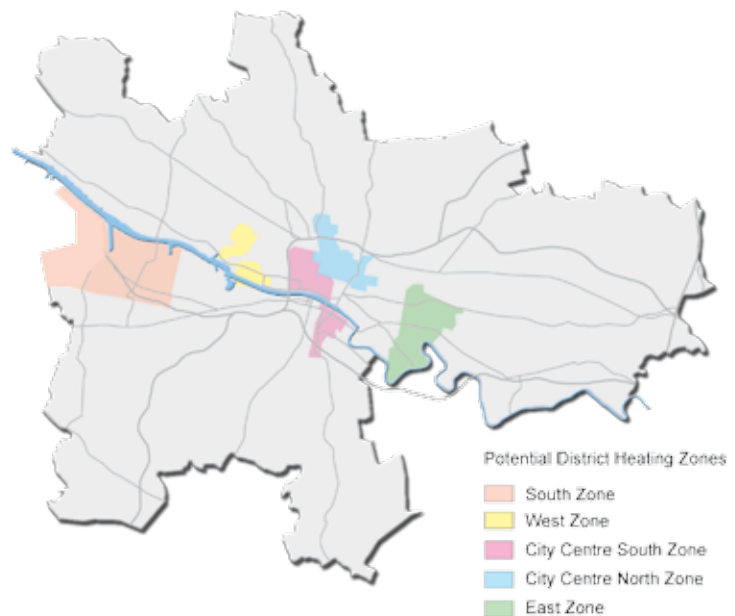 Potential District Heating Zones
South Zone
West Zone
City Centre South Zone
City Centre North Zone
East Zone